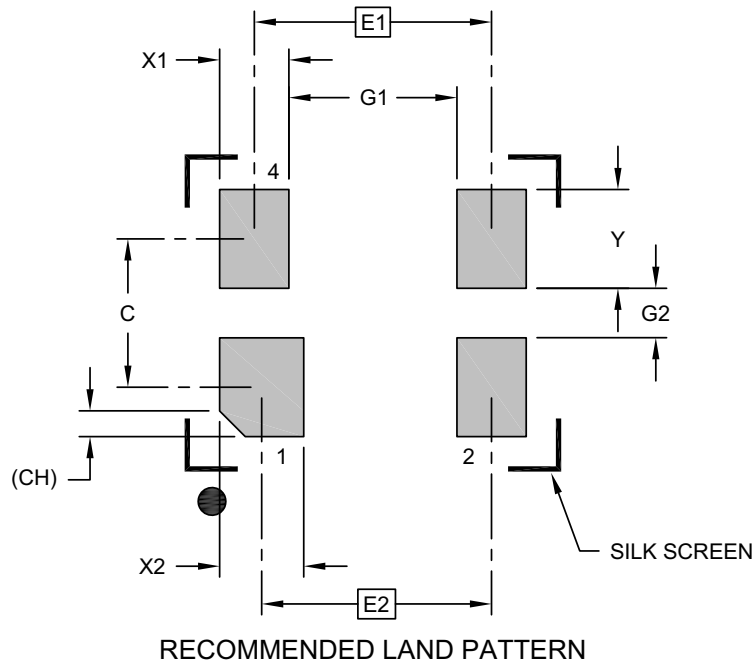 E1
X1
G1
4
Y
C
G2
(CH)
1
2
X2
SILK SCREEN
E2
RECOMMENDED LAND PATTERN